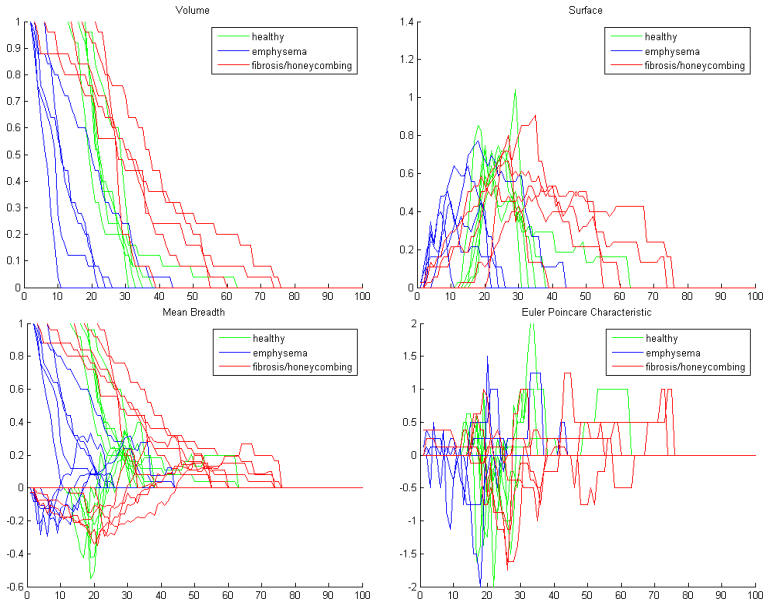 Volume
1
0.9
0.8
0.7
0.6
0.5
0.4
0.3
0.2
0.1
0
0 10 20 30 40 50 60 70 80 90 100
healthy
emphysema
fibrosis/honeycombing
Surface
1.4
1.2
1
0.8
0.6
0.4
0.2
0
0 10 20 30 40 50 60 70 80 90 100
healthy
emphysema
fibrosis/honeycombing
Mean Breadth
1
0.8
0.6
0.4
0.2
0
-0.2
-0.4
-0.6
0 10 20 30 40 50 60 70 80 90 100
healthy
emphysema
fibrosis/honeycombing
Euler Poincare Characteristic
2
1.5
1
0.5
0
-0.5
-1
-1.5
-2
0 10 20 30 40 50 60 70 80 90 100
healthy
emphysema
fibrosis/honeycombing